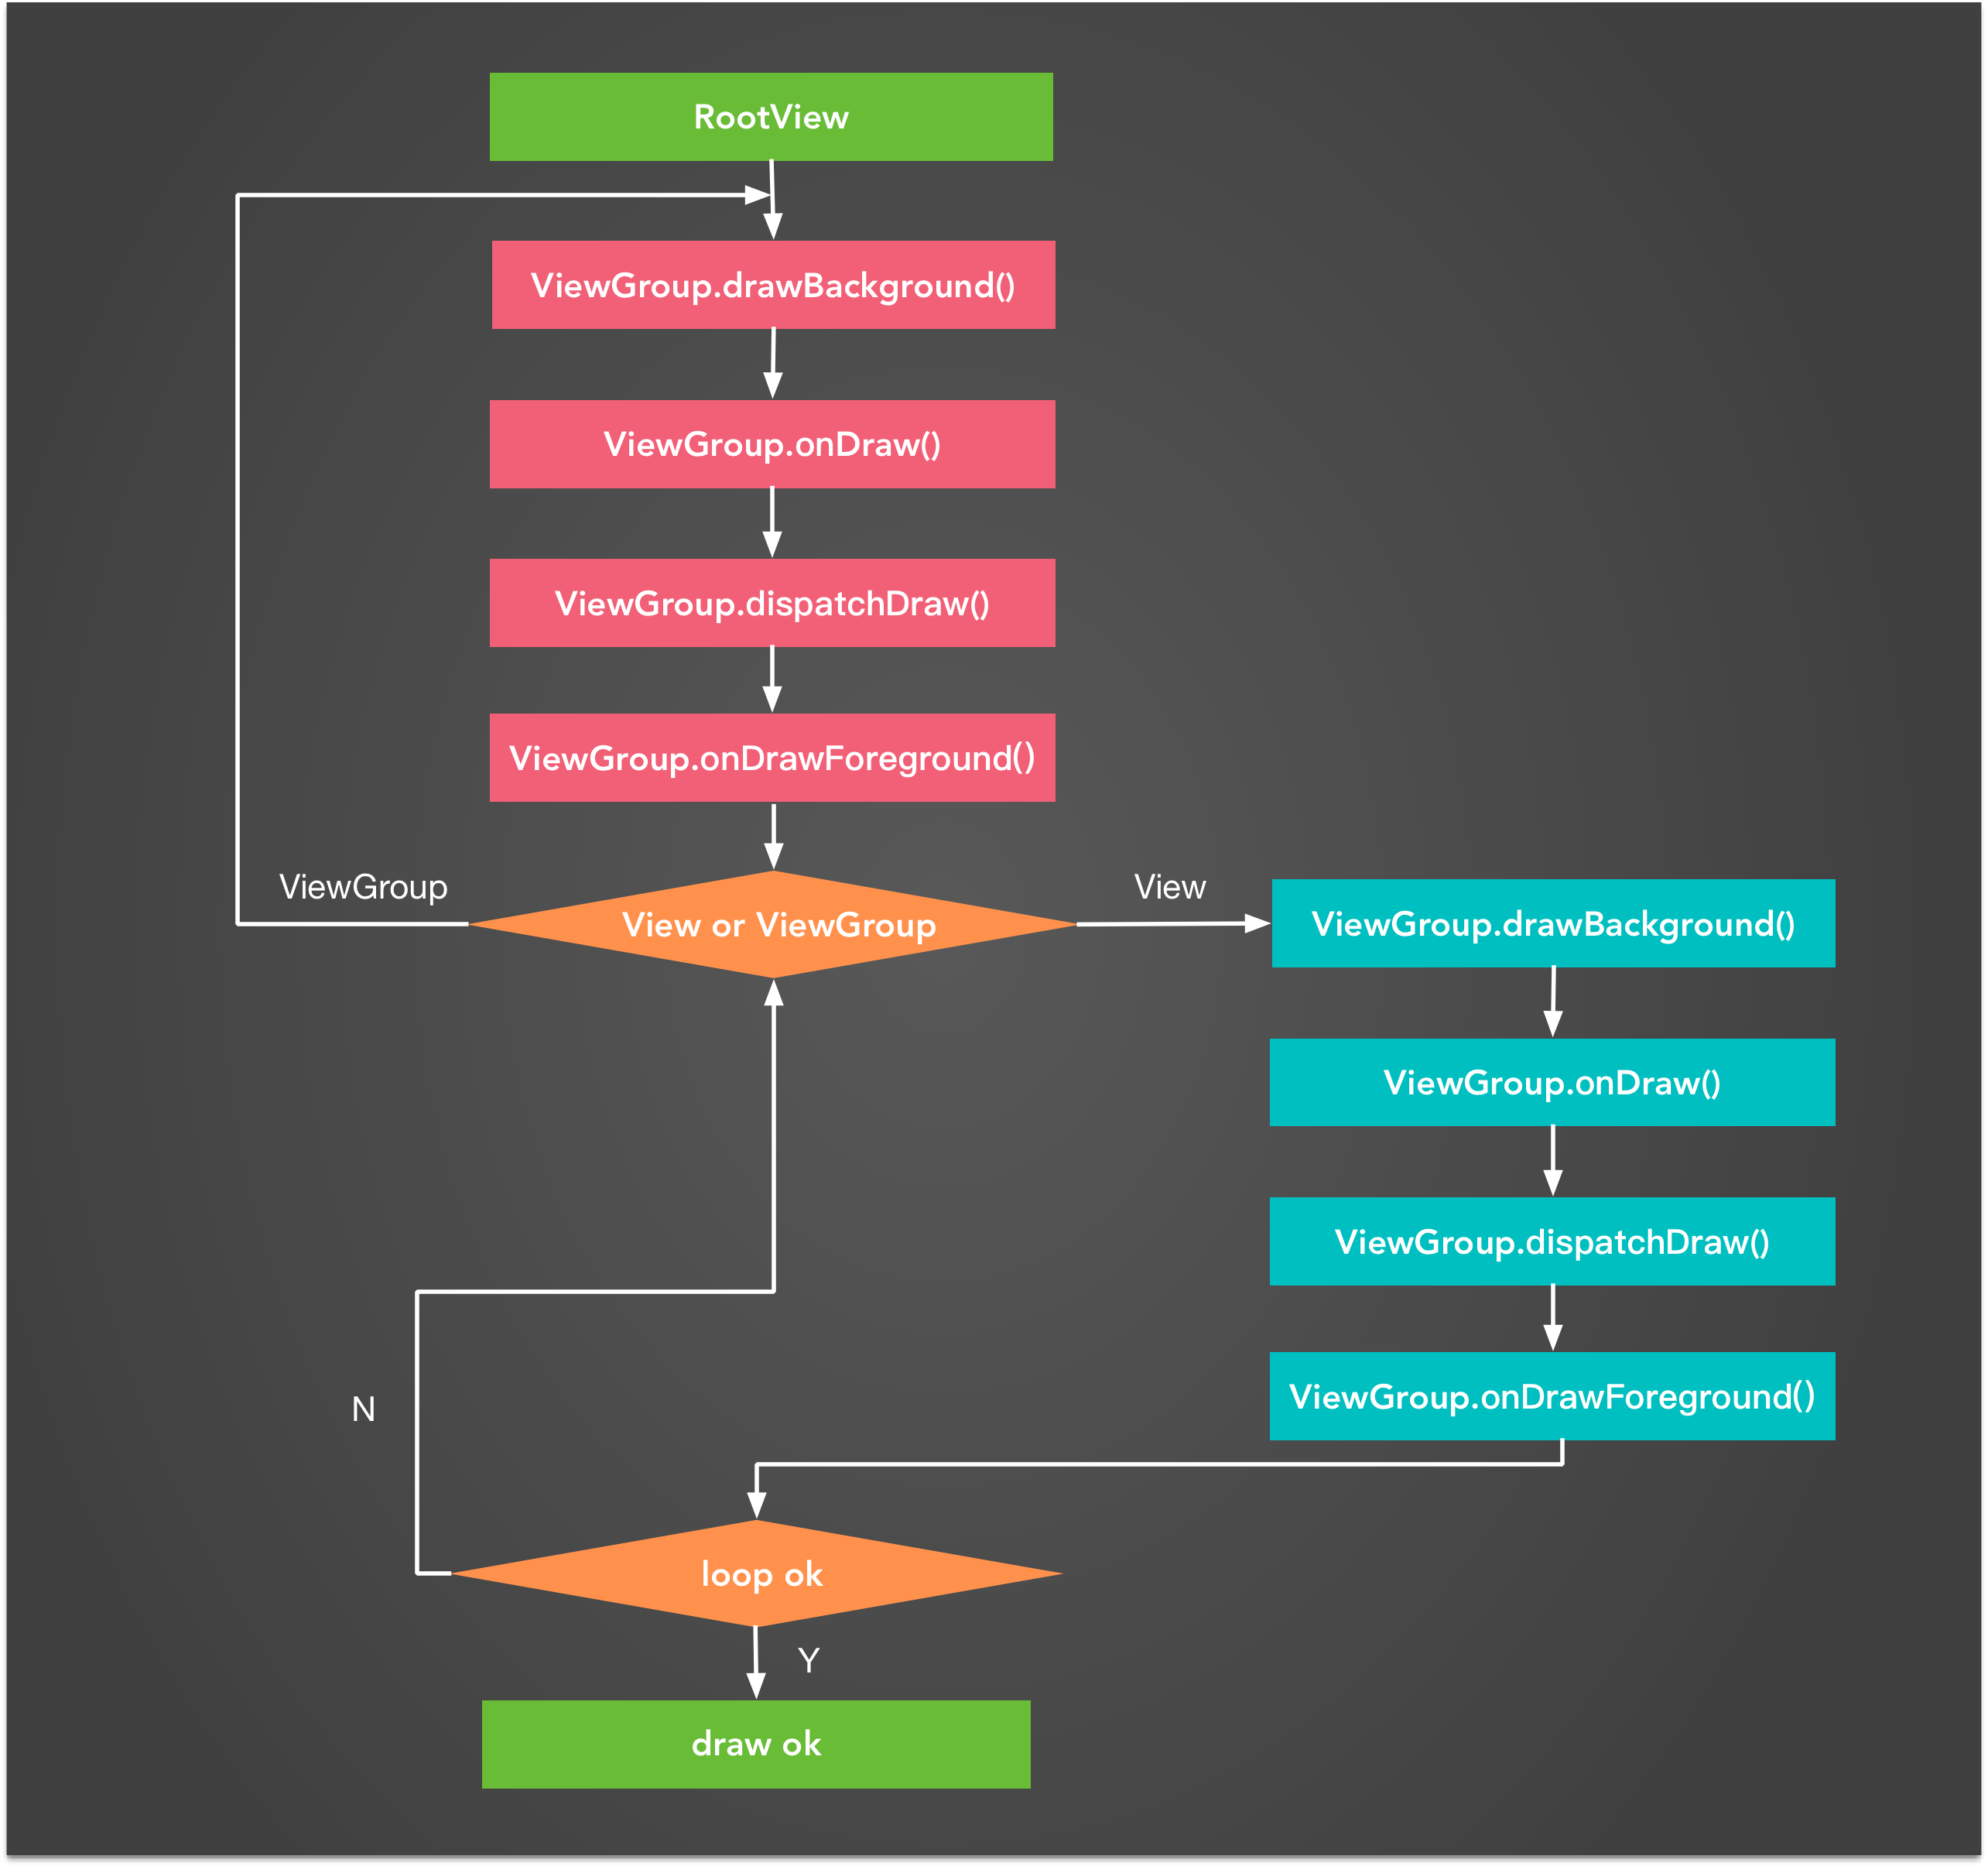 RootView
ViewGroup.drawBackground()
ViewGroup.onDraw()
ViewGroup.dispatchDraw()
ViewGroup.onDrawForeground()
ViewGroup
View or ViewGroup
View
ViewGroup.drawBackground()
ViewGroup.onDraw()
ViewGroup.dispatchDraw()
ViewGroup.onDrawForeground()
N
loop ok
Y
draw ok